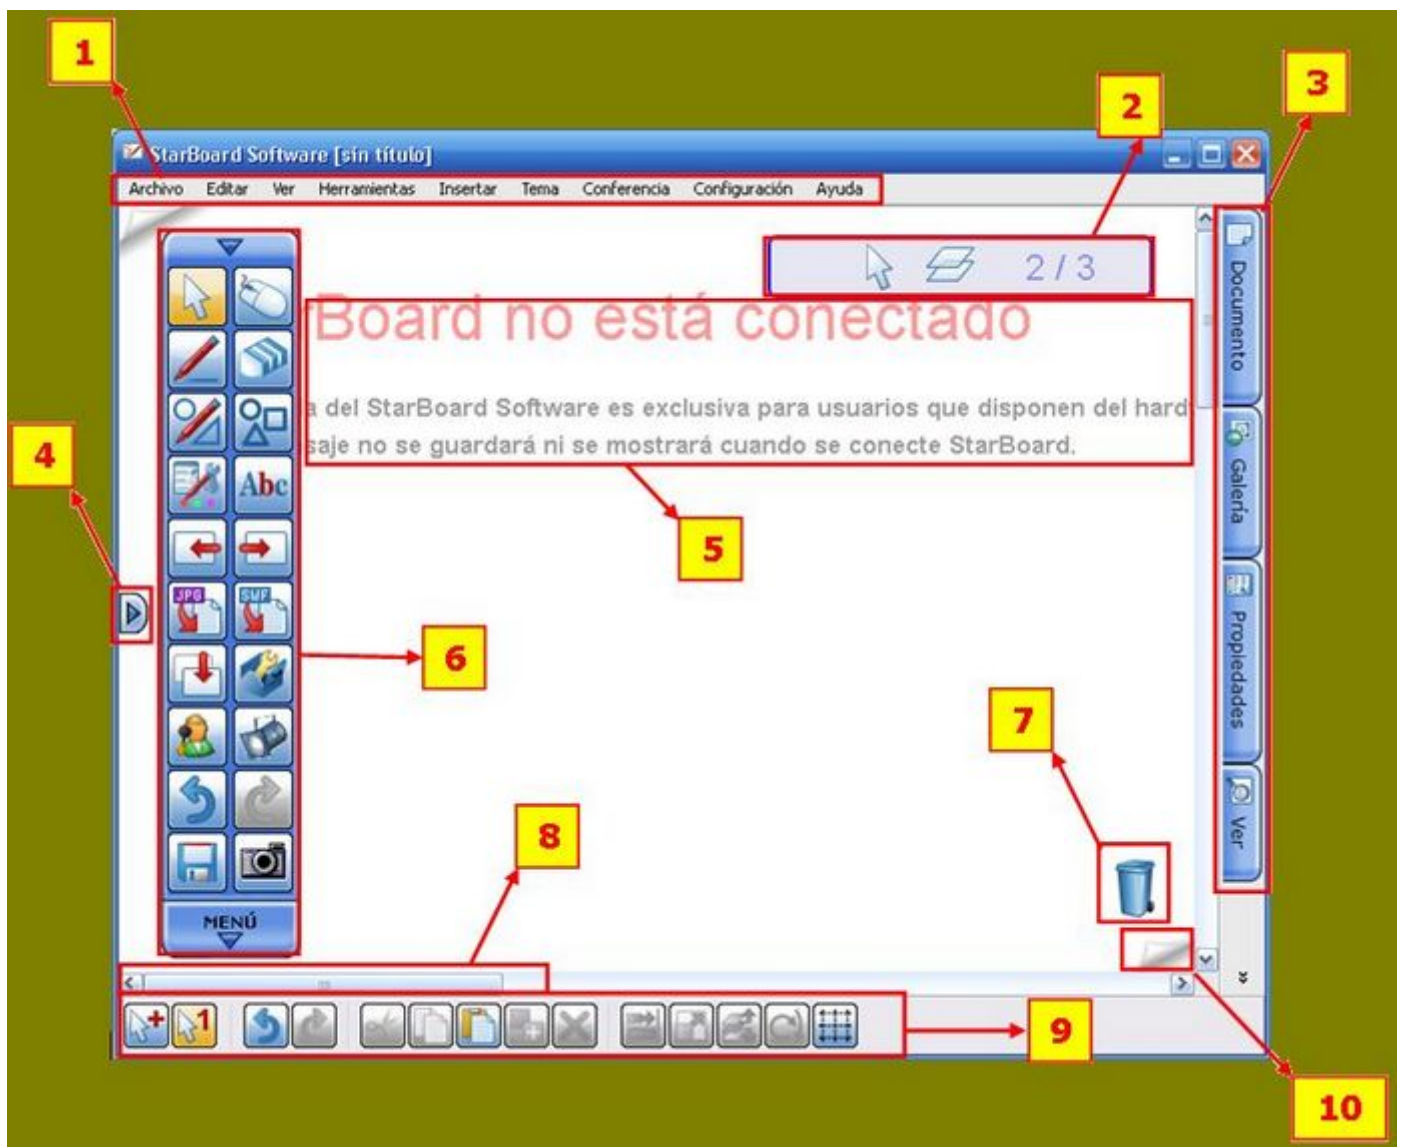 1
2
3
StarBoard Software [sin título]
Archivo Editar Ver Herramientas Insertar Tema Conferencia Configuración Ayuda
2 / 3
Documento
Board no está conectado
a del StarBoard Software es exclusiva para usuarios que disponen del hard
saje no se guardará ni se mostrará cuando se conecte StarBoard.
Galería
4
Abc
5
JPG SWF
Propiedades
6
7
Ver
8
MENÚ
1
9
10